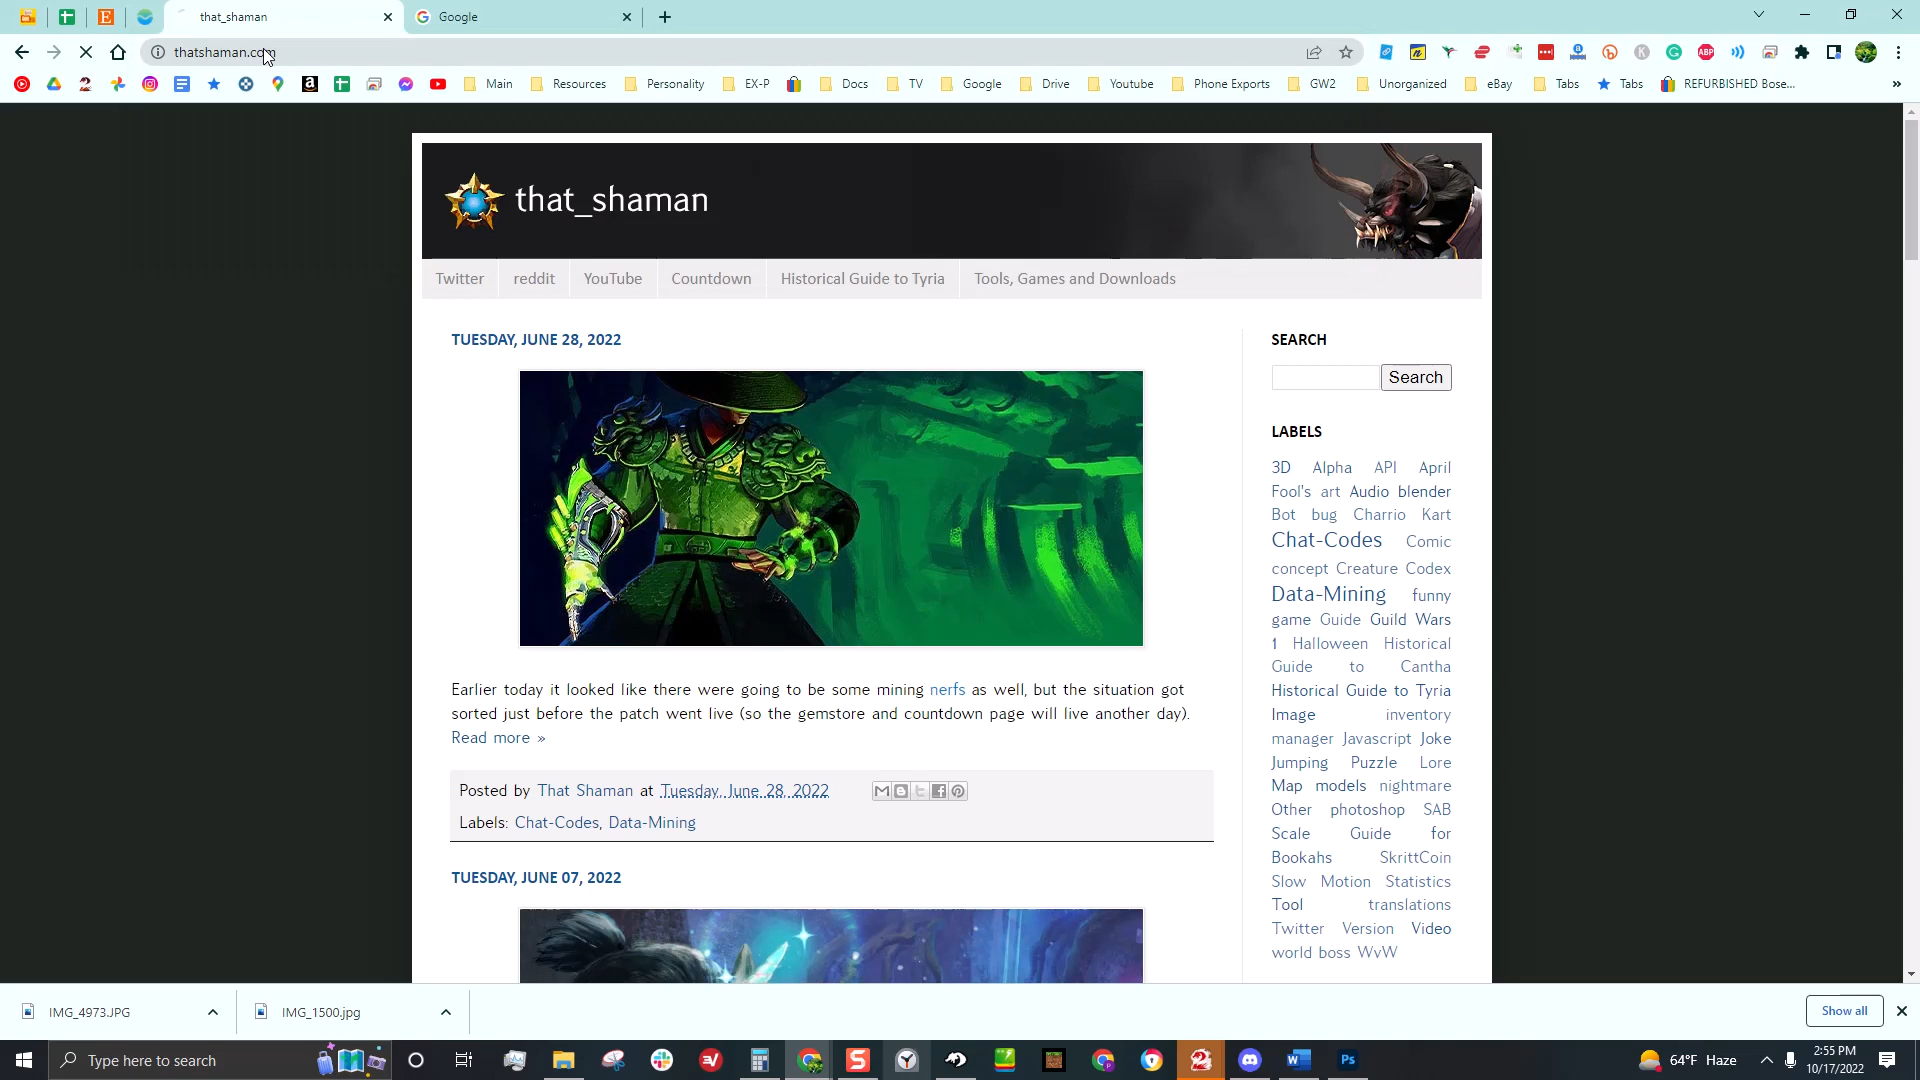 that_shaman
Google
thatshaman.com
Main
Resources
Personality
EX-P
Docs
TV
Google
Drive
Youtube
Phone Exports
GW2
Unorganized
eBay
Tabs
Tabs
REFURBISHED Bose...
»
that_shaman
Twitter
reddit
YouTube
Countdown
Historical Guide to Tyria
Tools, Games and Downloads
TUESDAY, JUNE 28, 2022
Earlier today it looked like there were going to be some mining nerfs as well, but the situation got
sorted just before the patch went live (so the gemstore and countdown page will live another day).
Read more »
Posted by That Shaman at Tuesday, June 28, 2022
Labels: Chat-Codes, Data-Mining
TUESDAY, JUNE 07, 2022
SEARCH
Search
LABELS
3D Alpha API April
Fool's art Audio blender
Bot bug Charrio Kart
Chat-Codes Comic
concept Creature Codex
Data-Mining funny
game Guide Guild Wars
1 Halloween Historical
Guide to Cantha
Historical Guide to Tyria
Image inventory
manager Javascript Joke
Jumping Puzzle Lore
Map models nightmare
Other photoshop SAB
Scale Guide for
Bookahs SkrittCoin
Slow Motion Statistics
Tool translations
Twitter Version Video
world boss WvW
IMG_4973.JPG
IMG_1500.jpg
Show all
Type here to search
64°F Haze
2:55 PM
10/17/2022